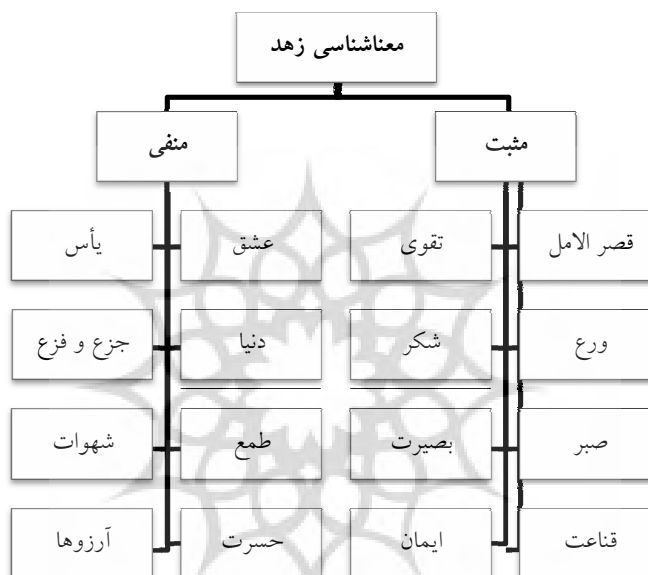 معناشناسی زهد
مثبت
منفی
قصر الامل
تقوی
عشق
یأس
ورع
شکر
دنیا
جزع و فزع
صبر
بصیرت
طمع
شهوات
قناعت
ایمان
حسرت
آرزوها